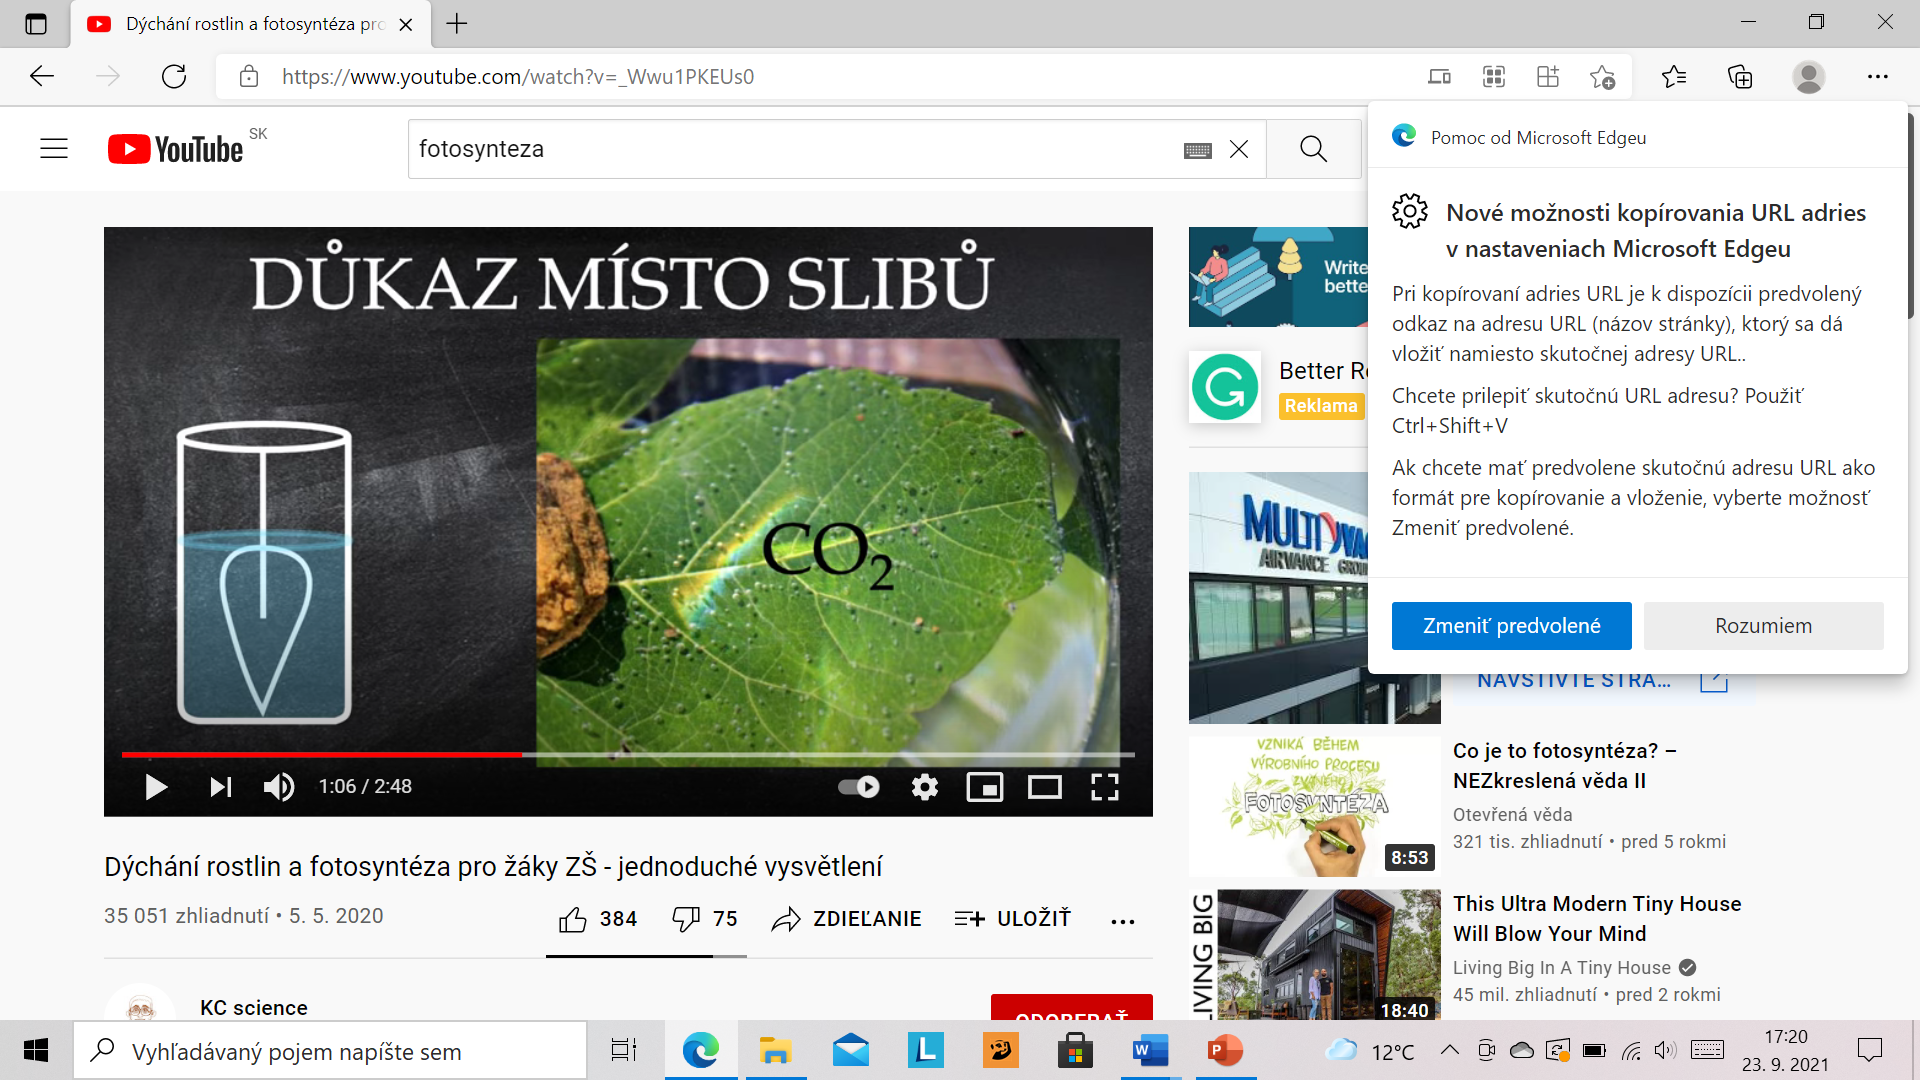 Dýchání rostlin a fotosyntéza pro
https://www.youtube.com/watch?v=_Wwu1PKEUs0
YouTube SK
fotosynteza
Pomoc od Microsoft Edgeu
Nové možnosti kopírovania URL adries
v nastaveniach Microsoft Edgeu
Pri kopírovaní adries URL je k dispozícii predvolený
odkaz na adresu URL (názov stránky), ktorý sa dá
vložiť namiesto skutočnej adresy URL..
Chcete prilepiť skutočnú URL adresu? Použiť
Ctrl+Shift+V
Ak chcete mať predvolene skutočnú adresu URL ako
formát pre kopírovanie a vloženie, vyberte možnosť
Zmeniť predvolené.
Zmeniť predvolené
Rozumiem
DŮKAZ MÍSTO SLIBŮ
CO2
1:06 / 2:48
Dýchání rostlin a fotosyntéza pro žáky ZŠ - jednoduché vysvětlení
35 051 zhliadnutí • 5. 5. 2020
384
75
ZDIEĽANIE
ULOŽIŤ
KC science
ODOBERAŤ
Write
Better
Reklama
MULTIVAC
AIRVANCE
NAVŠTÍVTE STRÁ...
VZNIKÁ BĚHEM
VÝROBNÍHO PROCESU
ZVANÉHO
FOTOSYNTÉZA
8:53
Co je to fotosyntéza? –
NEZkreslená věda II
Otevřená věda
321 tis. zhliadnutí • pred 5 rokmi
LIVING BIG
18:40
This Ultra Modern Tiny House
Will Blow Your Mind
Living Big In A Tiny House
45 mil. zhliadnutí • pred 2 rokmi
Vyhľadávaný pojem napíšte sem
12°C
17:20
23. 9. 2021